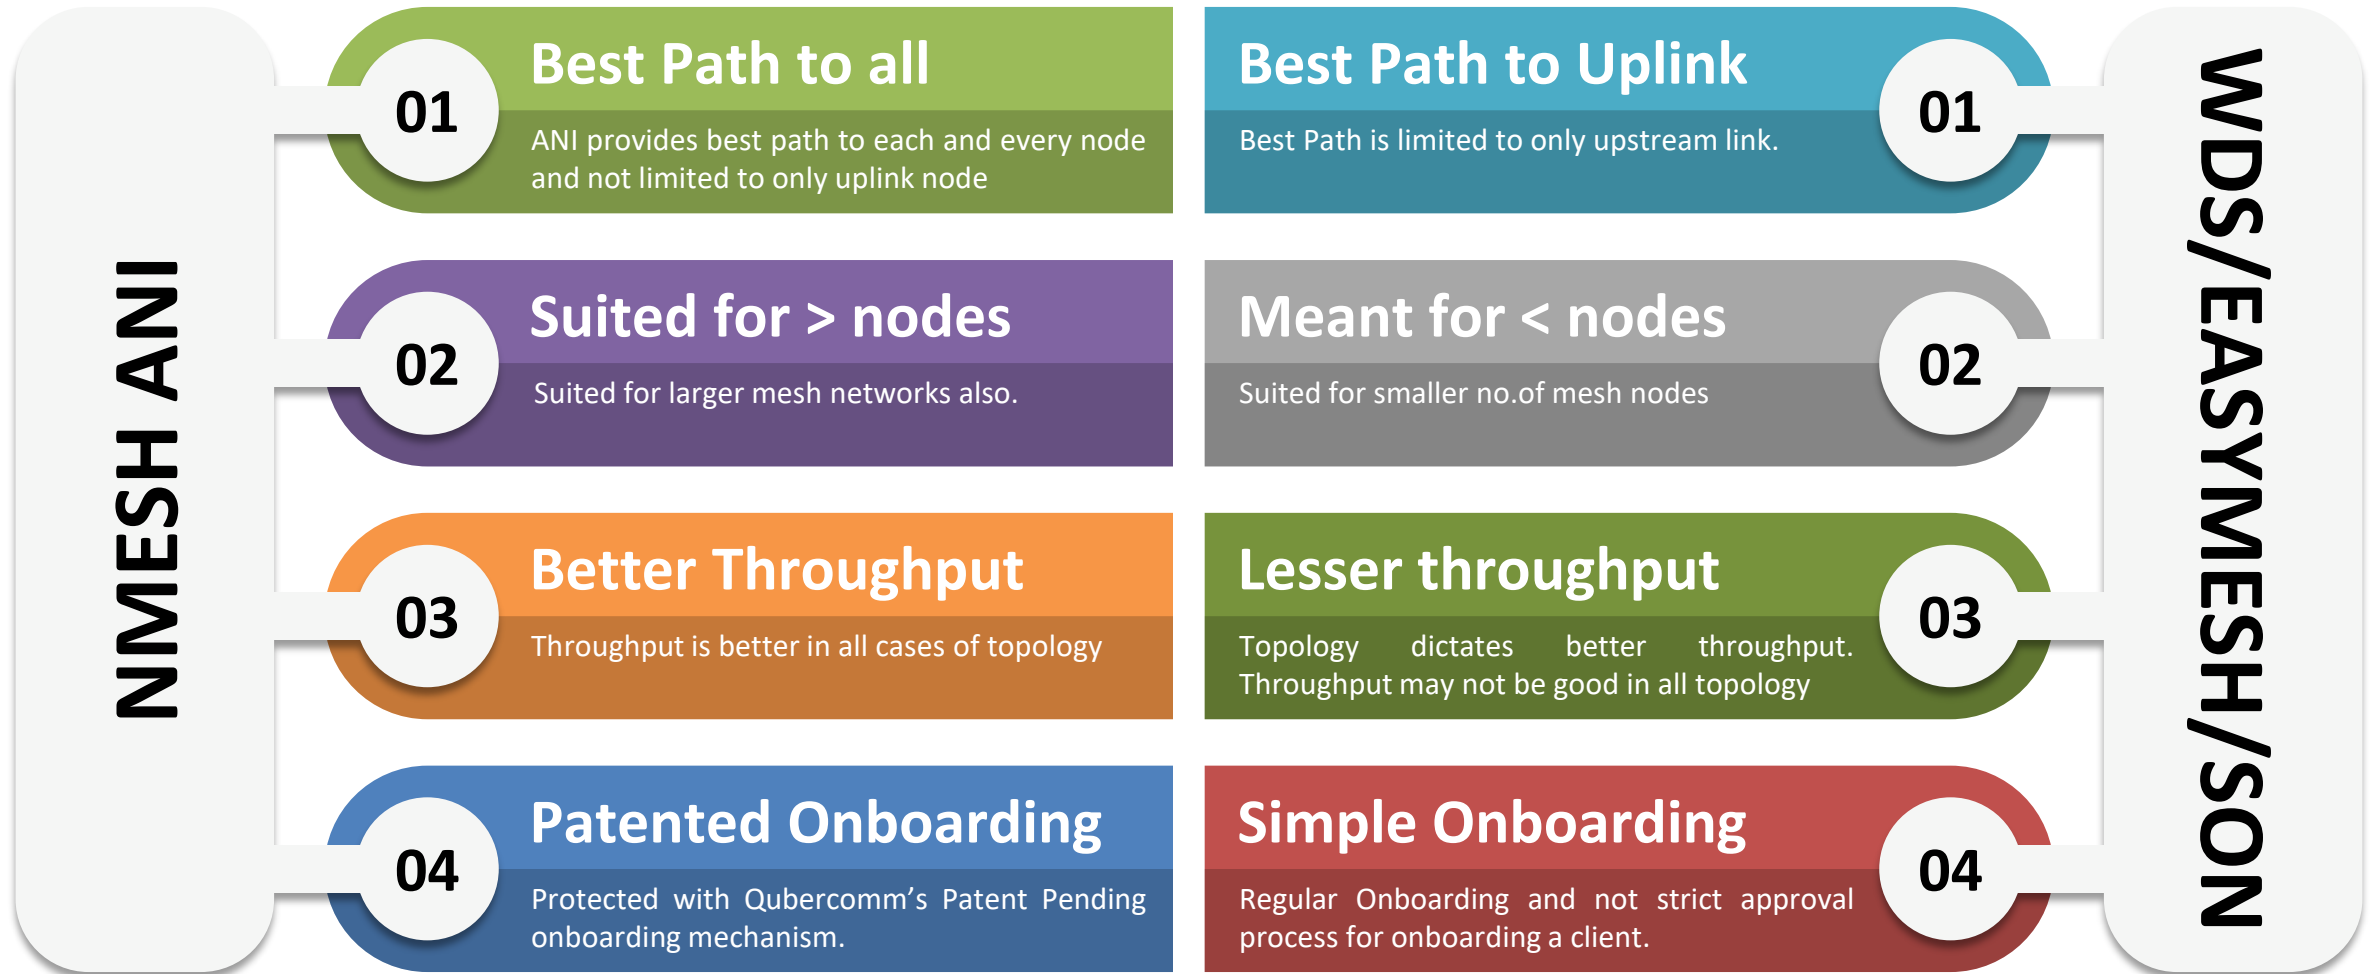 NMESH ANI
01
Best Path to all
ANI provides best path to each and every node
and not limited to only uplink node
02
Suited for > nodes
Suited for larger mesh networks also.
03
Better Throughput
Throughput is better in all cases of topology
04
Patented Onboarding
Protected with Qubercomm’s Patent Pending
onboarding mechanism.
Best Path to Uplink
Best Path is limited to only upstream link.
01
Meant for < nodes
Suited for smaller no.of mesh nodes
02
Lesser throughput
Topology dictates better throughput.
Throughput may not be good in all topology
03
Simple Onboarding
Regular Onboarding and not strict approval
process for onboarding a client.
04
WDS/EASYMESH/SON